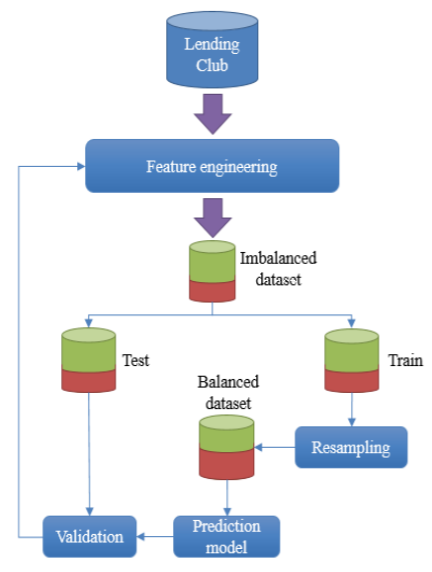 Lending
Club
Feature engineering
Imbalanced
dataset
Test
Train
Balanced
dataset
Resampling
Validation
Prediction
model